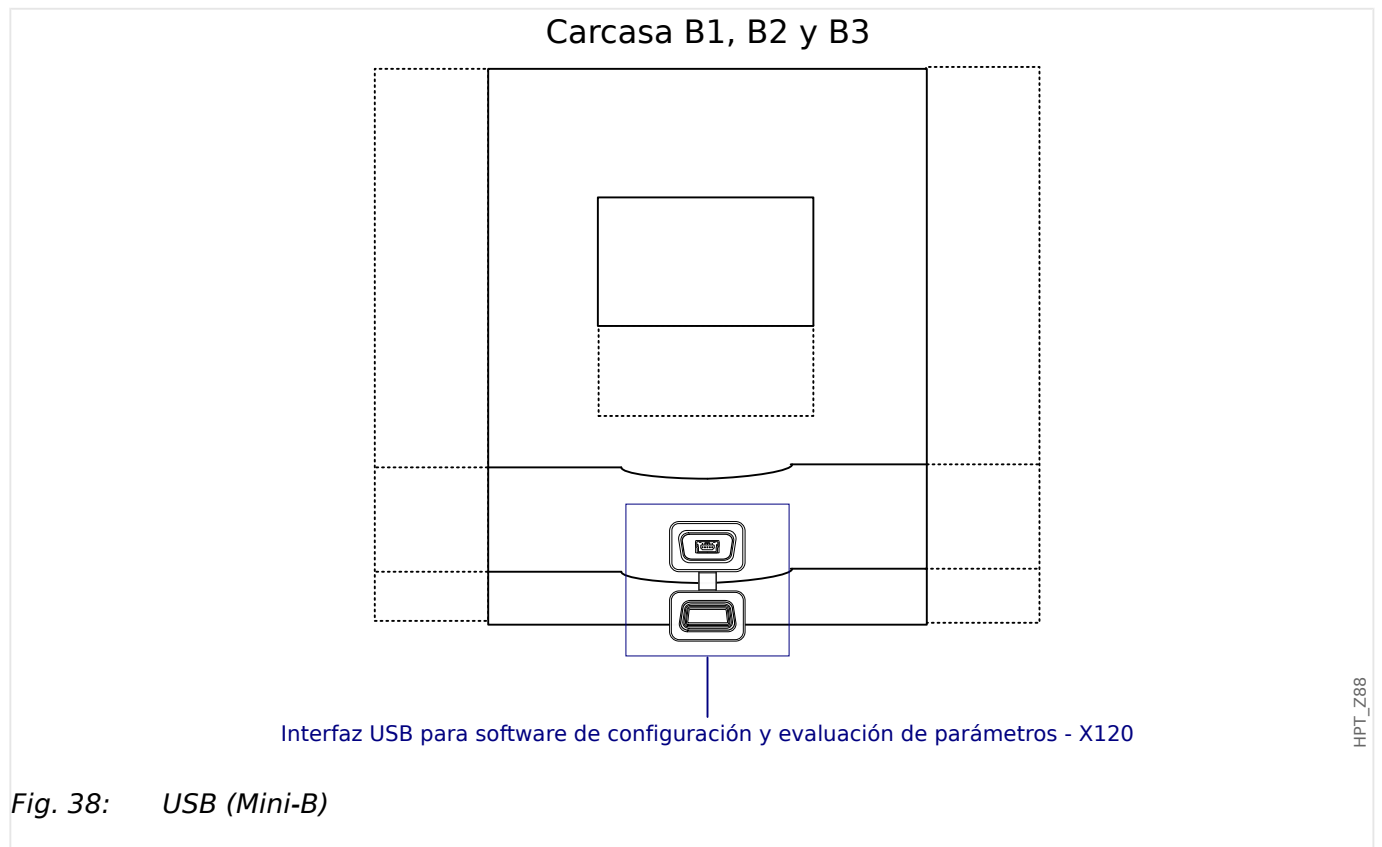 Carcasa B1, B2 y B3
Interfaz USB para software de configuración y evaluación de parámetros - X120
HPT_Z88
Fig. 38: USB (Mini-B)